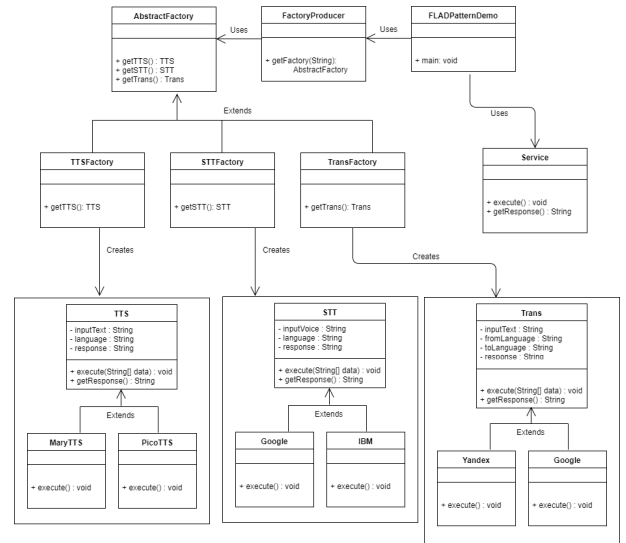 AbstractFactory
+ getTTS() : TTS
+ getSTT() : STT
+ getTrans() : Trans
Uses
FactoryProducer
+ getFactory(String):
AbstractFactory
Uses
FLADPatternDemo
+ main: void
Uses
Extends
TTSFactory
+ getTTS(): TTS
STTFactory
+ getSTT(): STT
TransFactory
+ getTrans(): Trans
Service
+ execute() : void
+ getResponse() : String
Creates
Creates
Creates
TTS
- inputText : String
- language : String
- response : String
+ execute(String[] data) : void
+ getResponse() : String
Extends
MaryTTS
+ execute() : void
PicoTTS
+ execute() : void
STT
- inputVoice : String
- language : String
- response : String
+ execute(String[] data) : void
+ getResponse() : String
Extends
Google
+ execute() : void
IBM
+ execute() : void
Trans
- inputText : String
- fromLanguage : String
- toLanguage : String
- response : String
+ execute(String[] data) : void
+ getResponse() : String
Extends
Yandex
+ execute() : void
Google
+ execute() : void